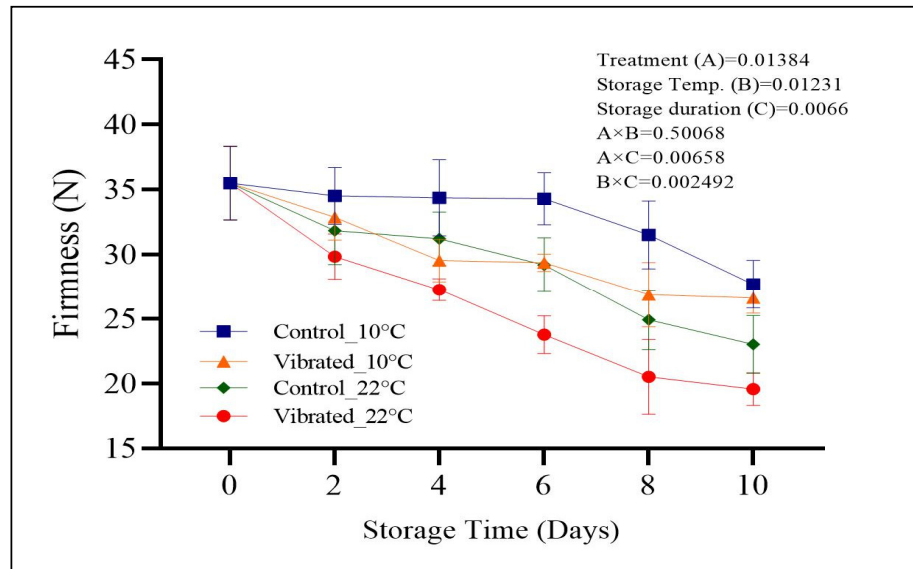 45
40
35
30
25
20
15
Firmness (N)
Treatment (A)=0.01384
Storage Temp. (B)=0.01231
Storage duration (C)=0.0066
A×B=0.50068
A×C=0.00658
B×C=0.002492
Control_10°C
Vibrated_10°C
Control_22°C
Vibrated_22°C
0 2 4 6 8 10
Storage Time (Days)